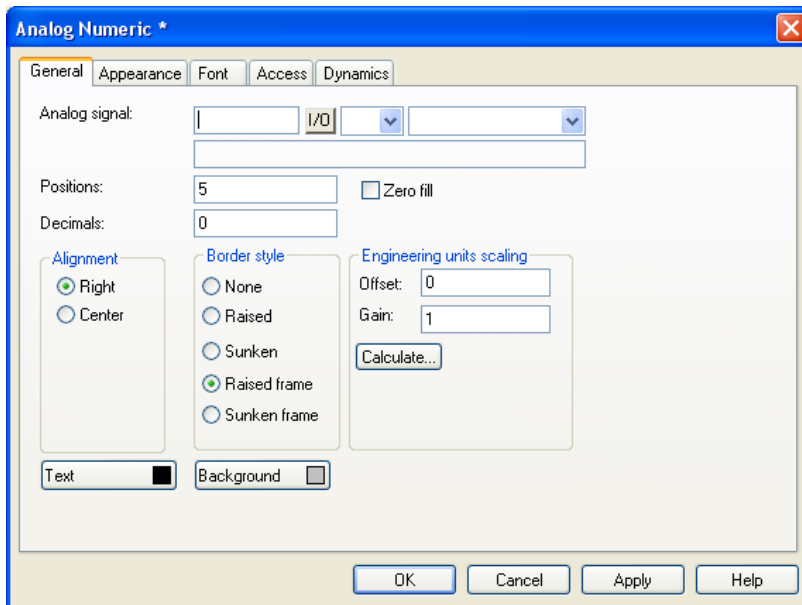 Analog Numeric *
General Appearance Font Access Dynamics
Analog signal: I/O
Positions: 5 Zero fill
Decimals: 0
Alignment Border style Engineering units scaling
Right None Offset: 0
Center Raised Gain: 1
Sunken Calculate...
Raised frame
Sunken frame
Text Background
OK Cancel Apply Help